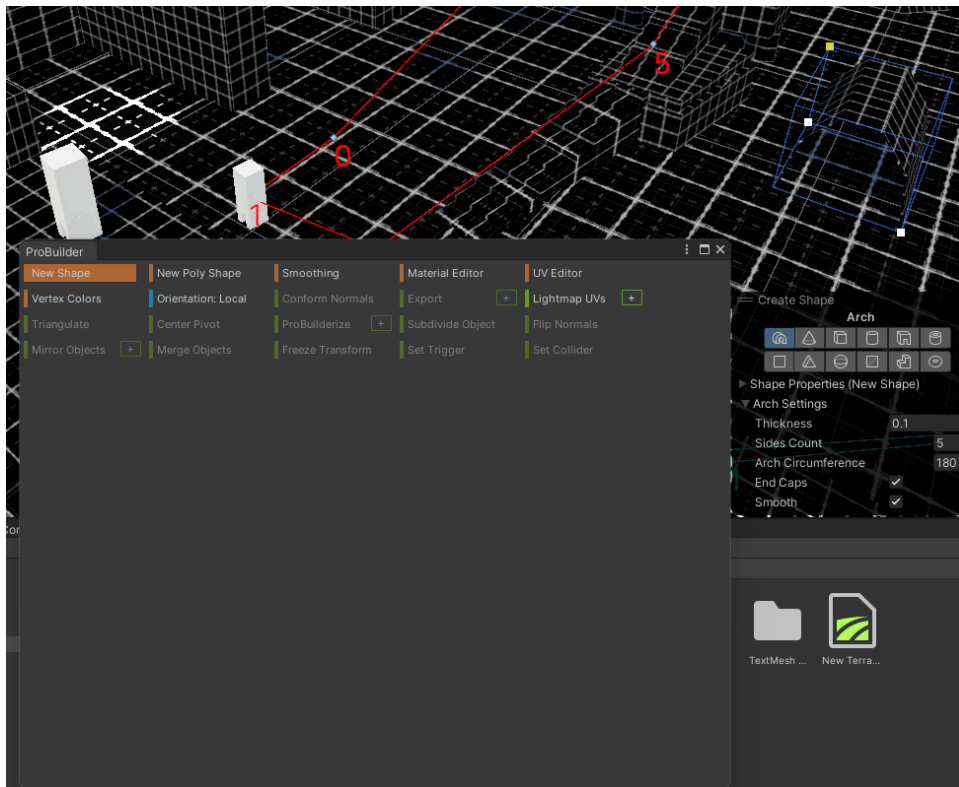 5
0
1
ProBuilder
New Shape
New Poly Shape
Smoothing
Material Editor
UV Editor
Vertex Colors
Orientation: Local
Conform Normals
Export +
Lightmap UVs +
Triangulate
Center Pivot
ProBuilderize +
Subdivide Object
Flip Normals
Mirror Objects +
Merge Objects
Freeze Transform
Set Trigger
Set Collider
Create Shape
Arch
Shape Properties (New Shape)
Arch Settings
Thickness 0.1
Sides Count 5
Arch Circumference 180
End Caps
Smooth
Cor
TextMesh ...
New Terra...